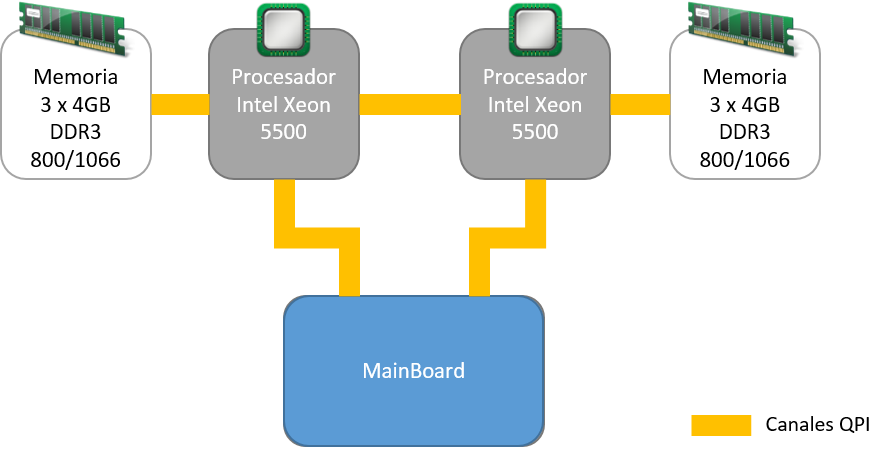 Memoria
3 x 4GB
DDR3
800/1066
Procesador
Intel Xeon
5500
Procesador
Intel Xeon
5500
Memoria
3 x 4GB
DDR3
800/1066
MainBoard
Canales QPI